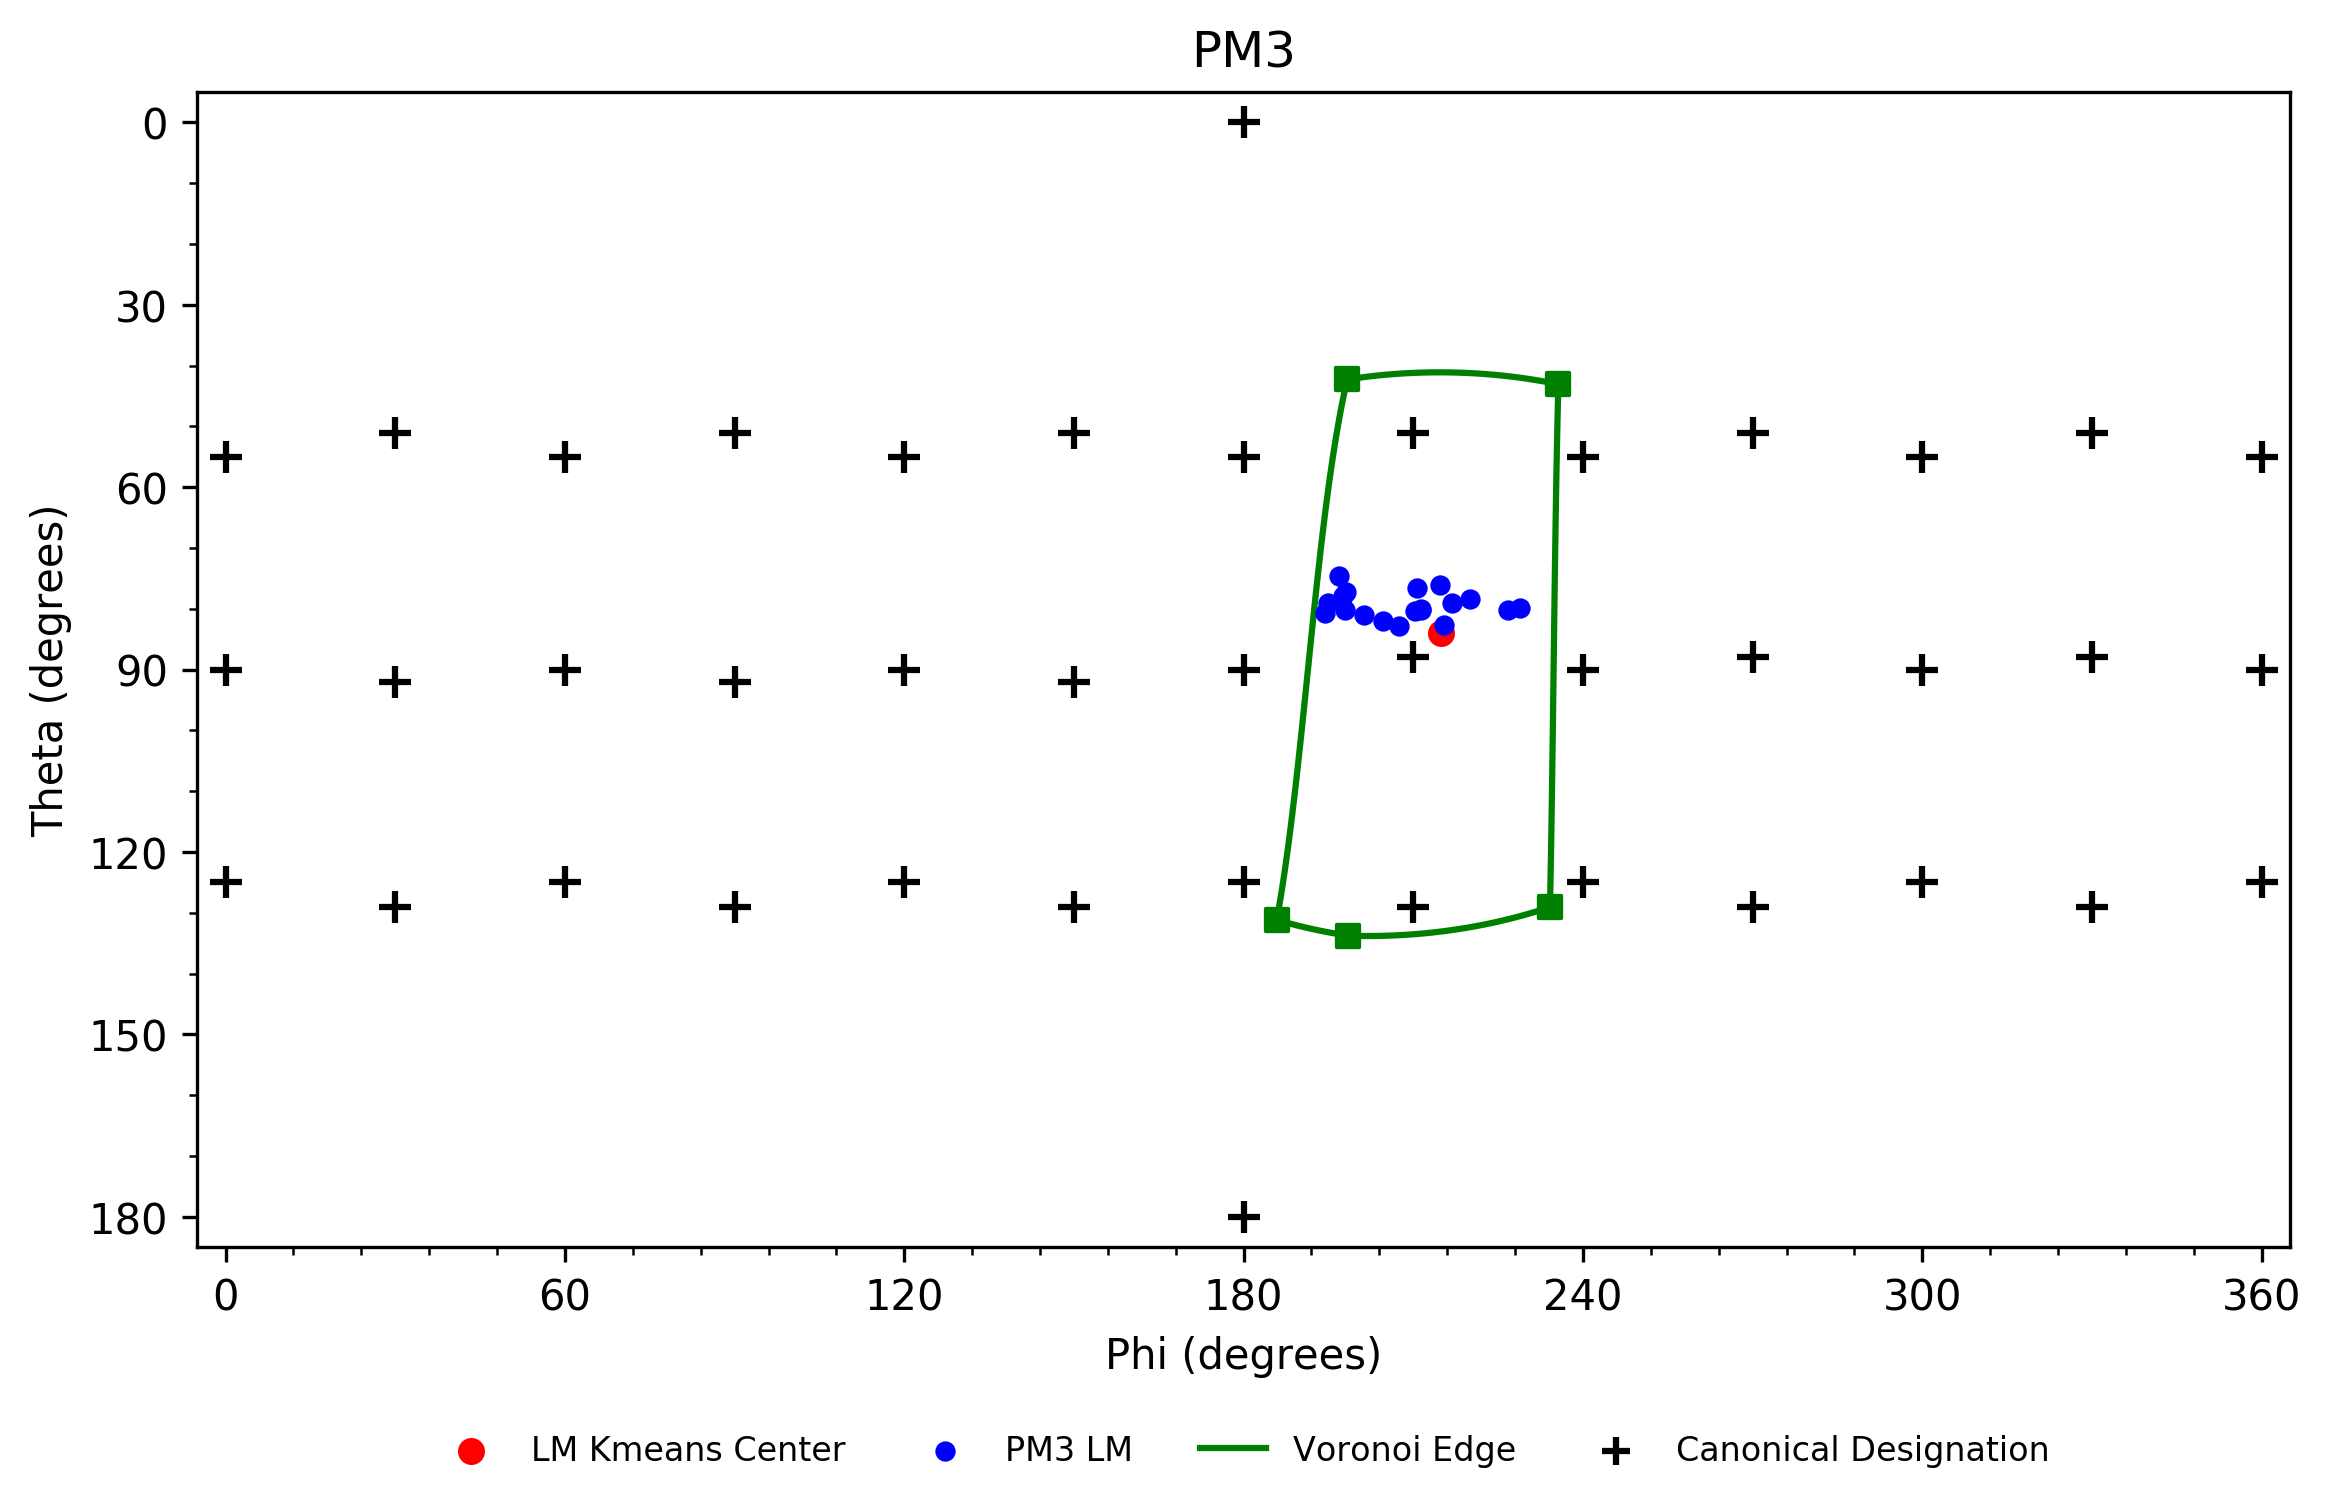 PM3
0
30
60
90
120
150
180
Theta (degrees)
0 60 120 180 240 300 360
Phi (degrees)
LM Kmeans Center PM3 LM Voronoi Edge Canonical Designation